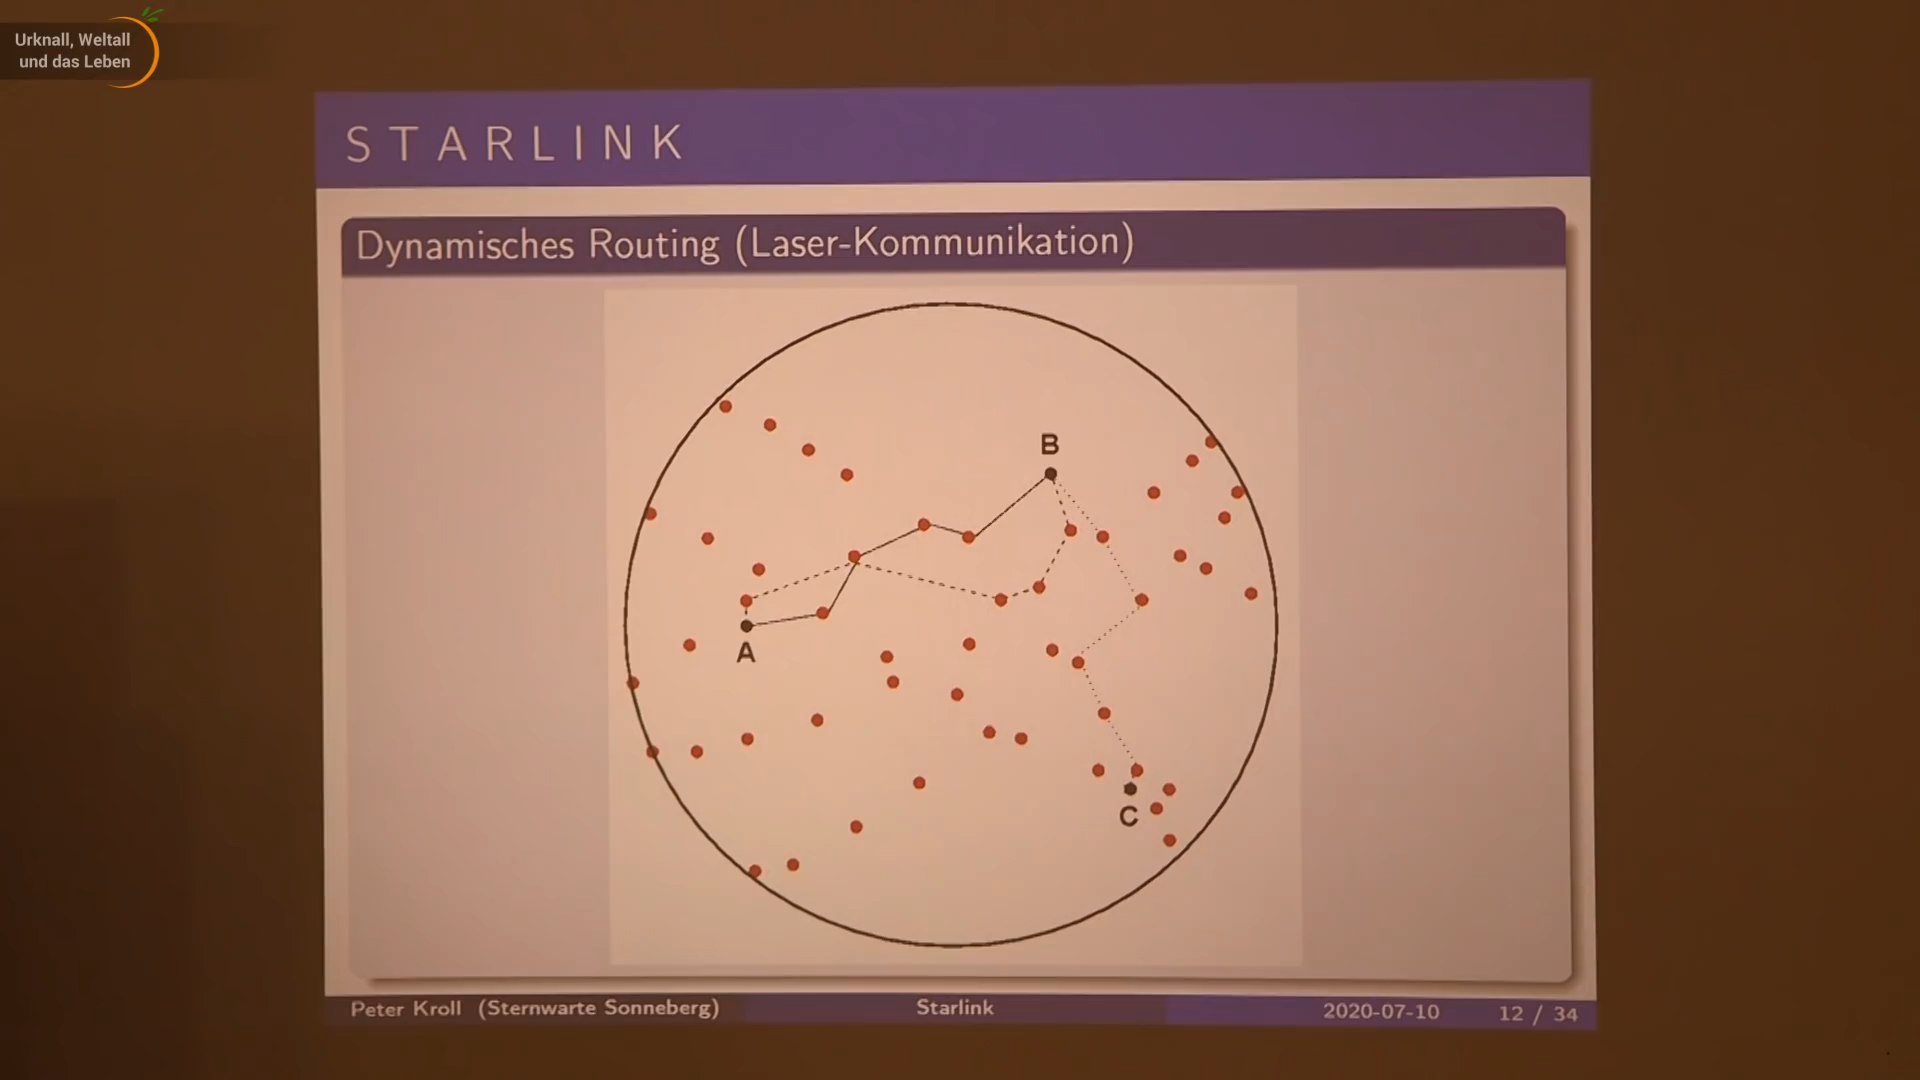 Urknall, Weltall
und das Leben
STARLINK
Dynamisches Routing (Laser-Kommunikation)
B
A
C
Peter Kroll (Sternwarte Sonneberg) Starlink 2020-07-10 12 / 34